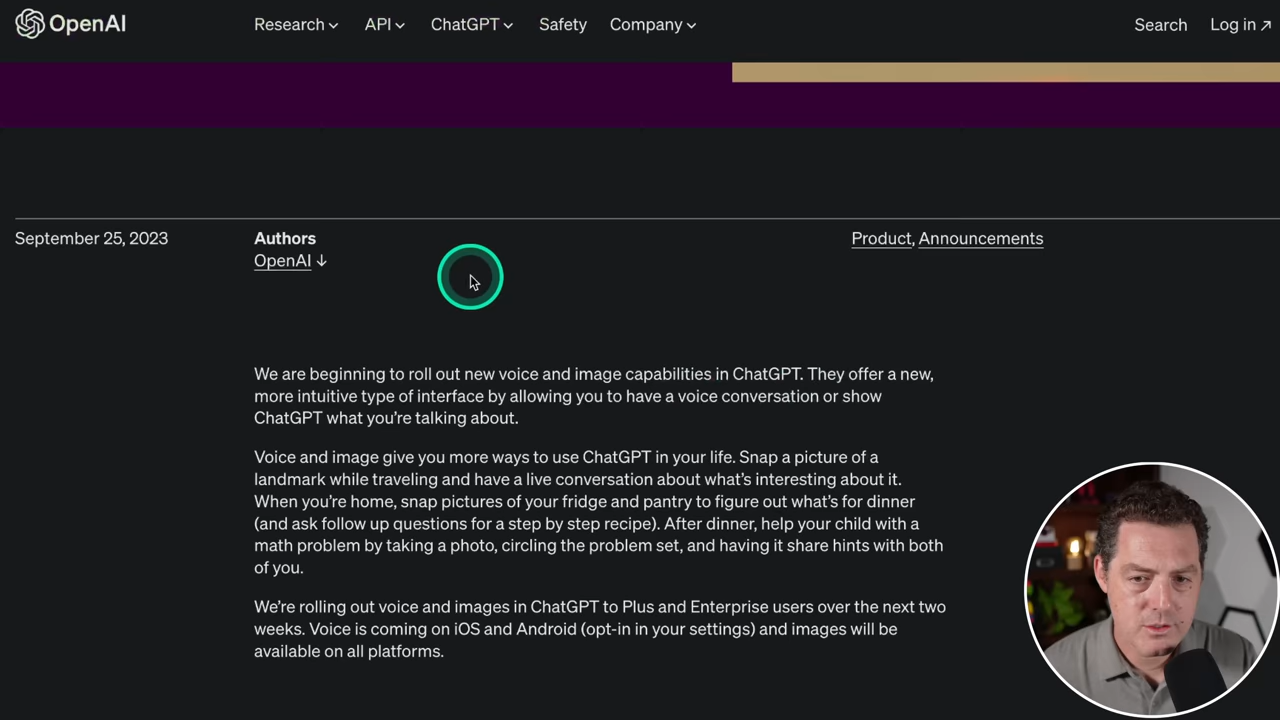 OpenAI
Research API ChatGPT Safety Company Search Log in ↗
September 25, 2023
Authors
OpenAI ↓
Product, Announcements
We are beginning to roll out new voice and image capabilities in ChatGPT. They offer a new,
more intuitive type of interface by allowing you to have a voice conversation or show
ChatGPT what you’re talking about.
Voice and image give you more ways to use ChatGPT in your life. Snap a picture of a
landmark while traveling and have a live conversation about what’s interesting about it.
When you’re home, snap pictures of your fridge and pantry to figure out what’s for dinner
(and ask follow up questions for a step by step recipe). After dinner, help your child with a
math problem by taking a photo, circling the problem set, and having it share hints with both
of you.
We’re rolling out voice and images in ChatGPT to Plus and Enterprise users over the next two
weeks. Voice is coming on iOS and Android (opt-in in your settings) and images will be
available on all platforms.